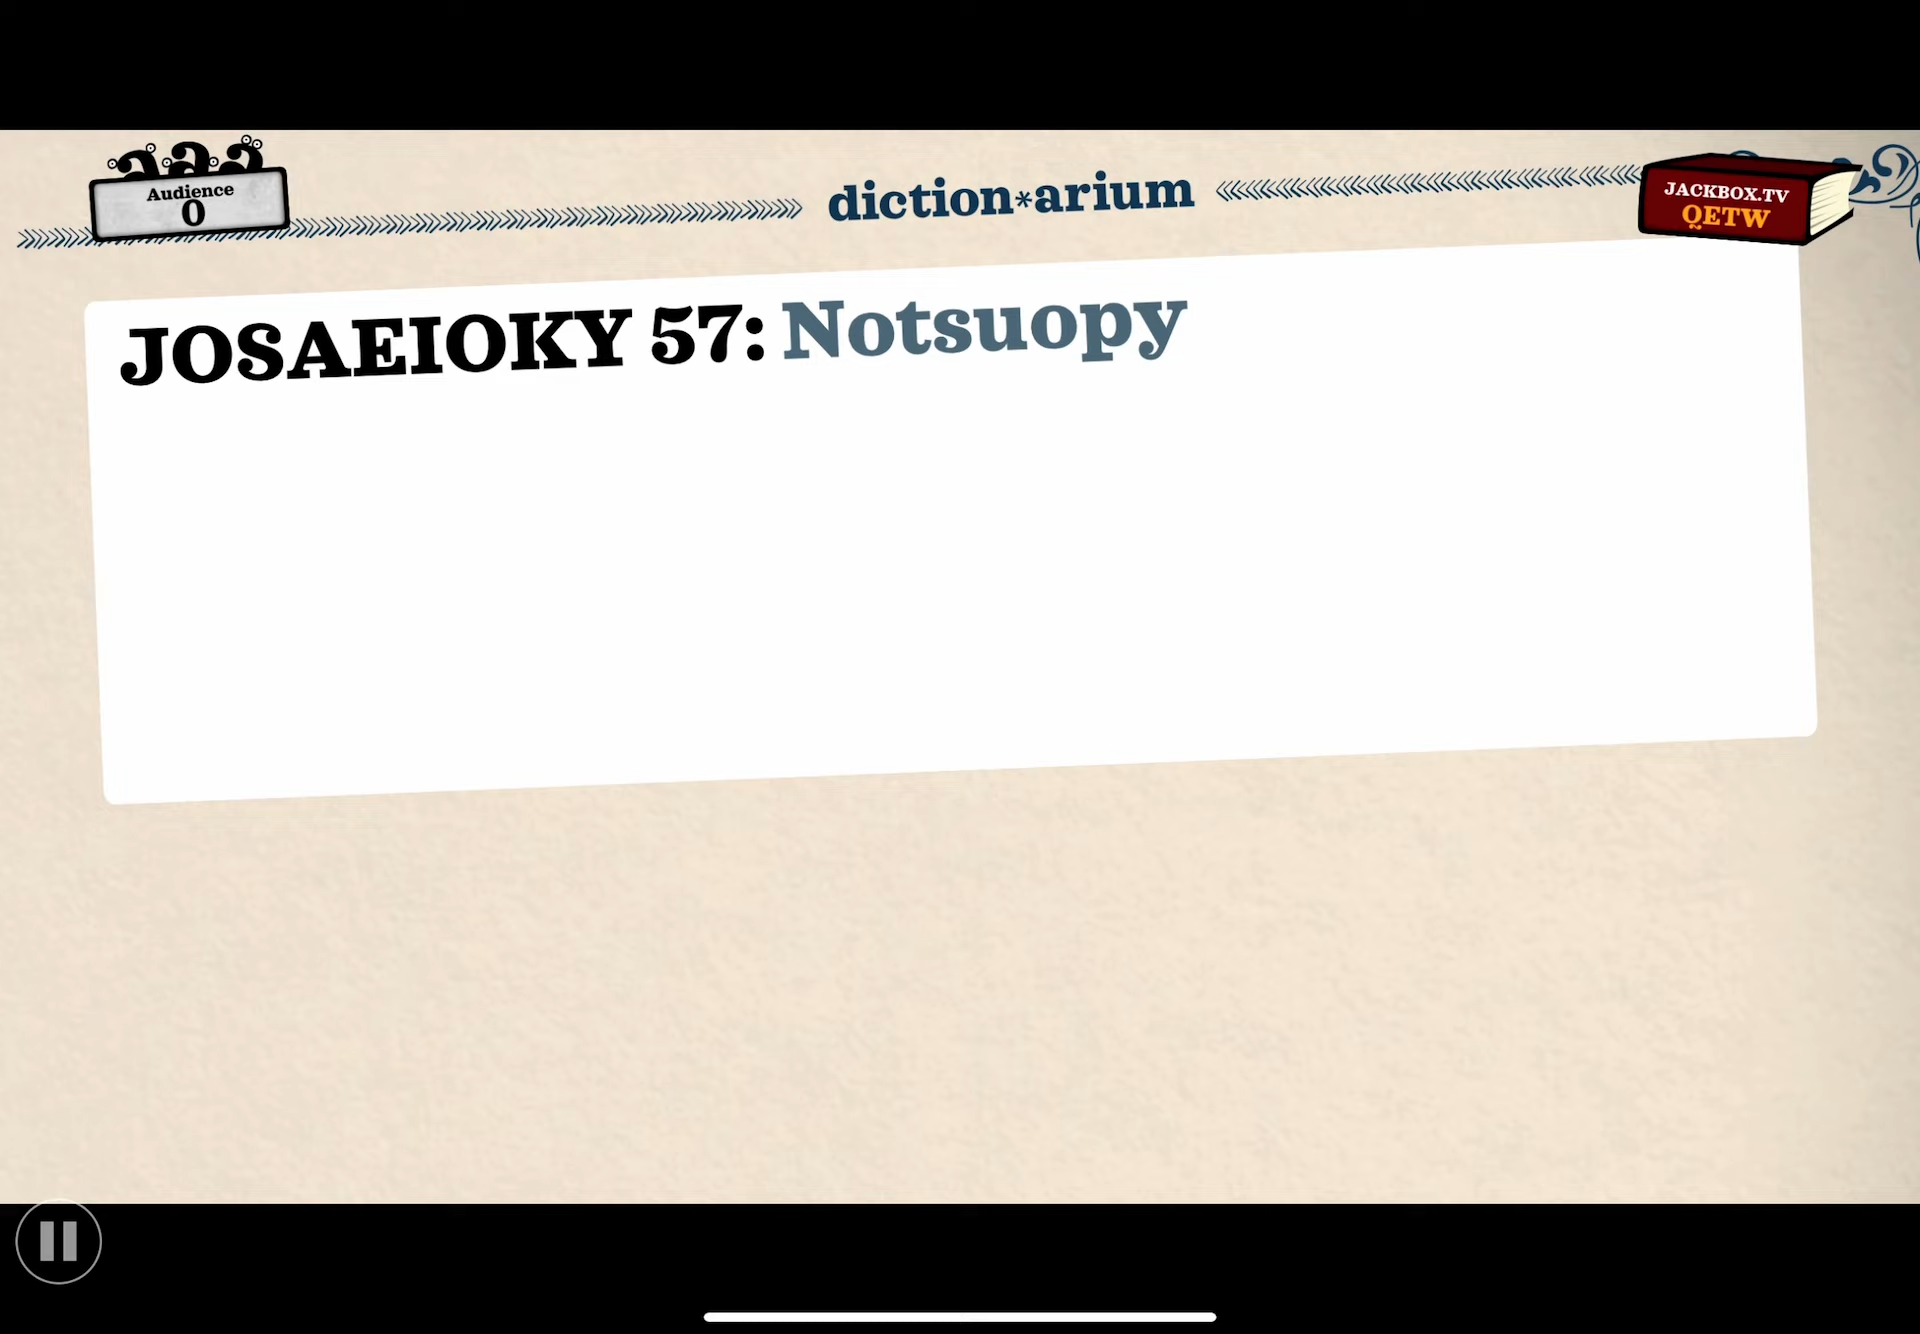 Audience
0
diction*arium
JACKBOX.TV
QETW
JOSAEIOKY 57: Notsuopy